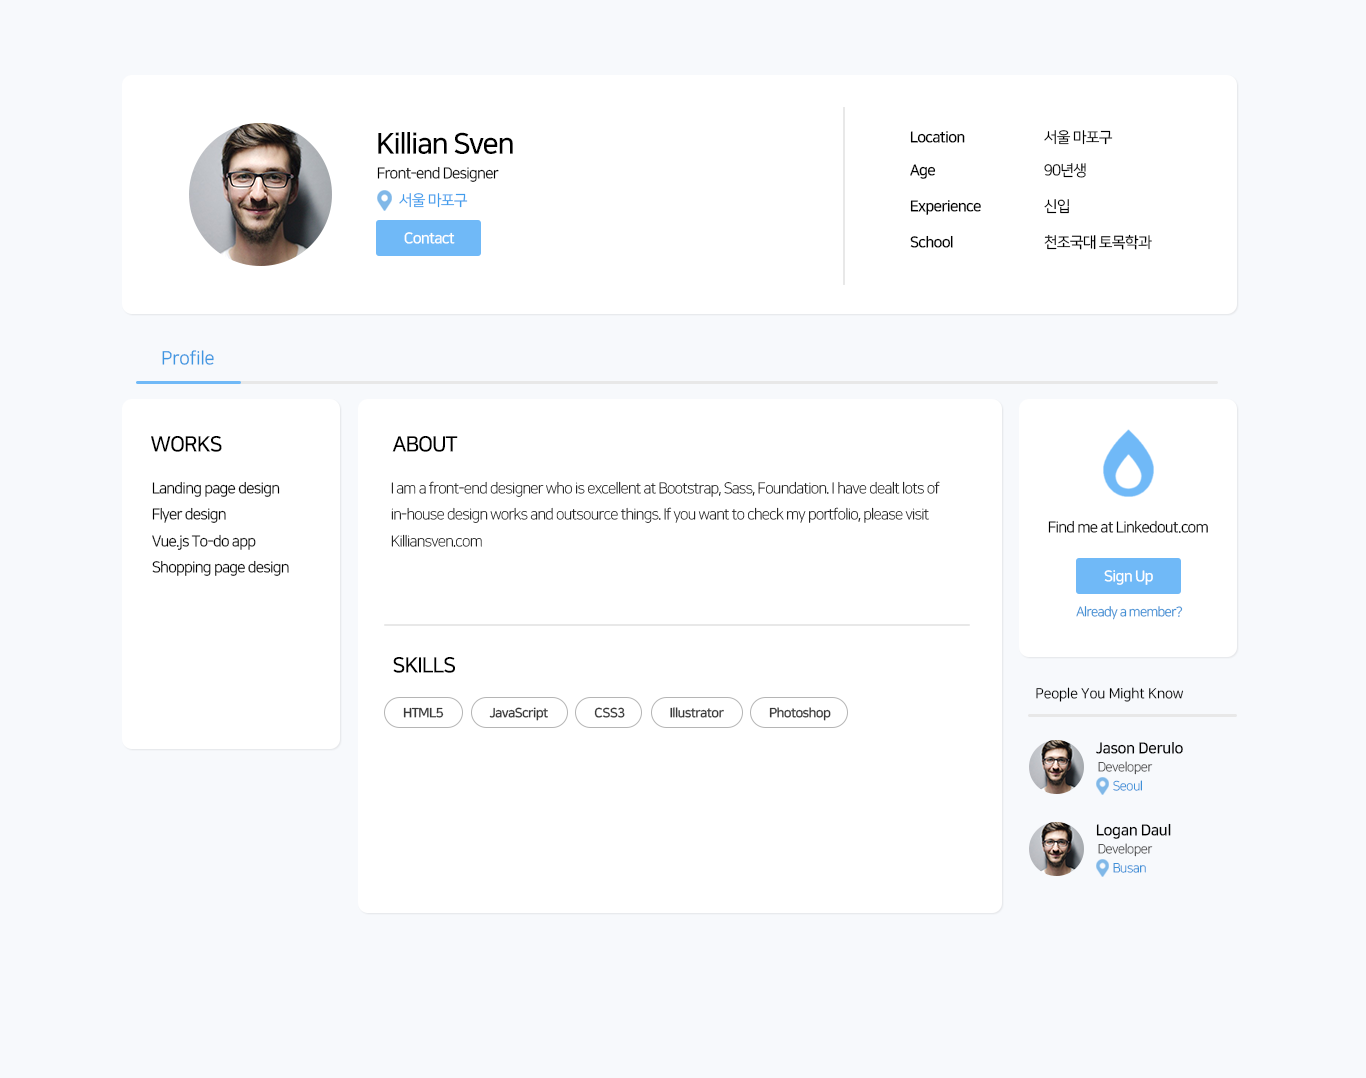 Killian Sven
Front-end Designer
서울 마포구
Contact
Location 서울 마포구
Age 90년생
Experience 신입
School 천조국대 토목학과
Profile
WORKS
Landing page design
Flyer design
Vue.js To-do app
Shopping page design
ABOUT
I am a front-end designer who is excellent at Bootstrap, Sass, Foundation. I have dealt lots of
in-house design works and outsource things. If you want to check my portfolio, please visit
Killiansven.com
SKILLS
HTML5 JavaScript CSS3 Illustrator Photoshop
Find me at Linkedout.com
Sign Up
Already a member?
People You Might Know
Jason Derulo
Developer
Seoul
Logan Daul
Developer
Busan